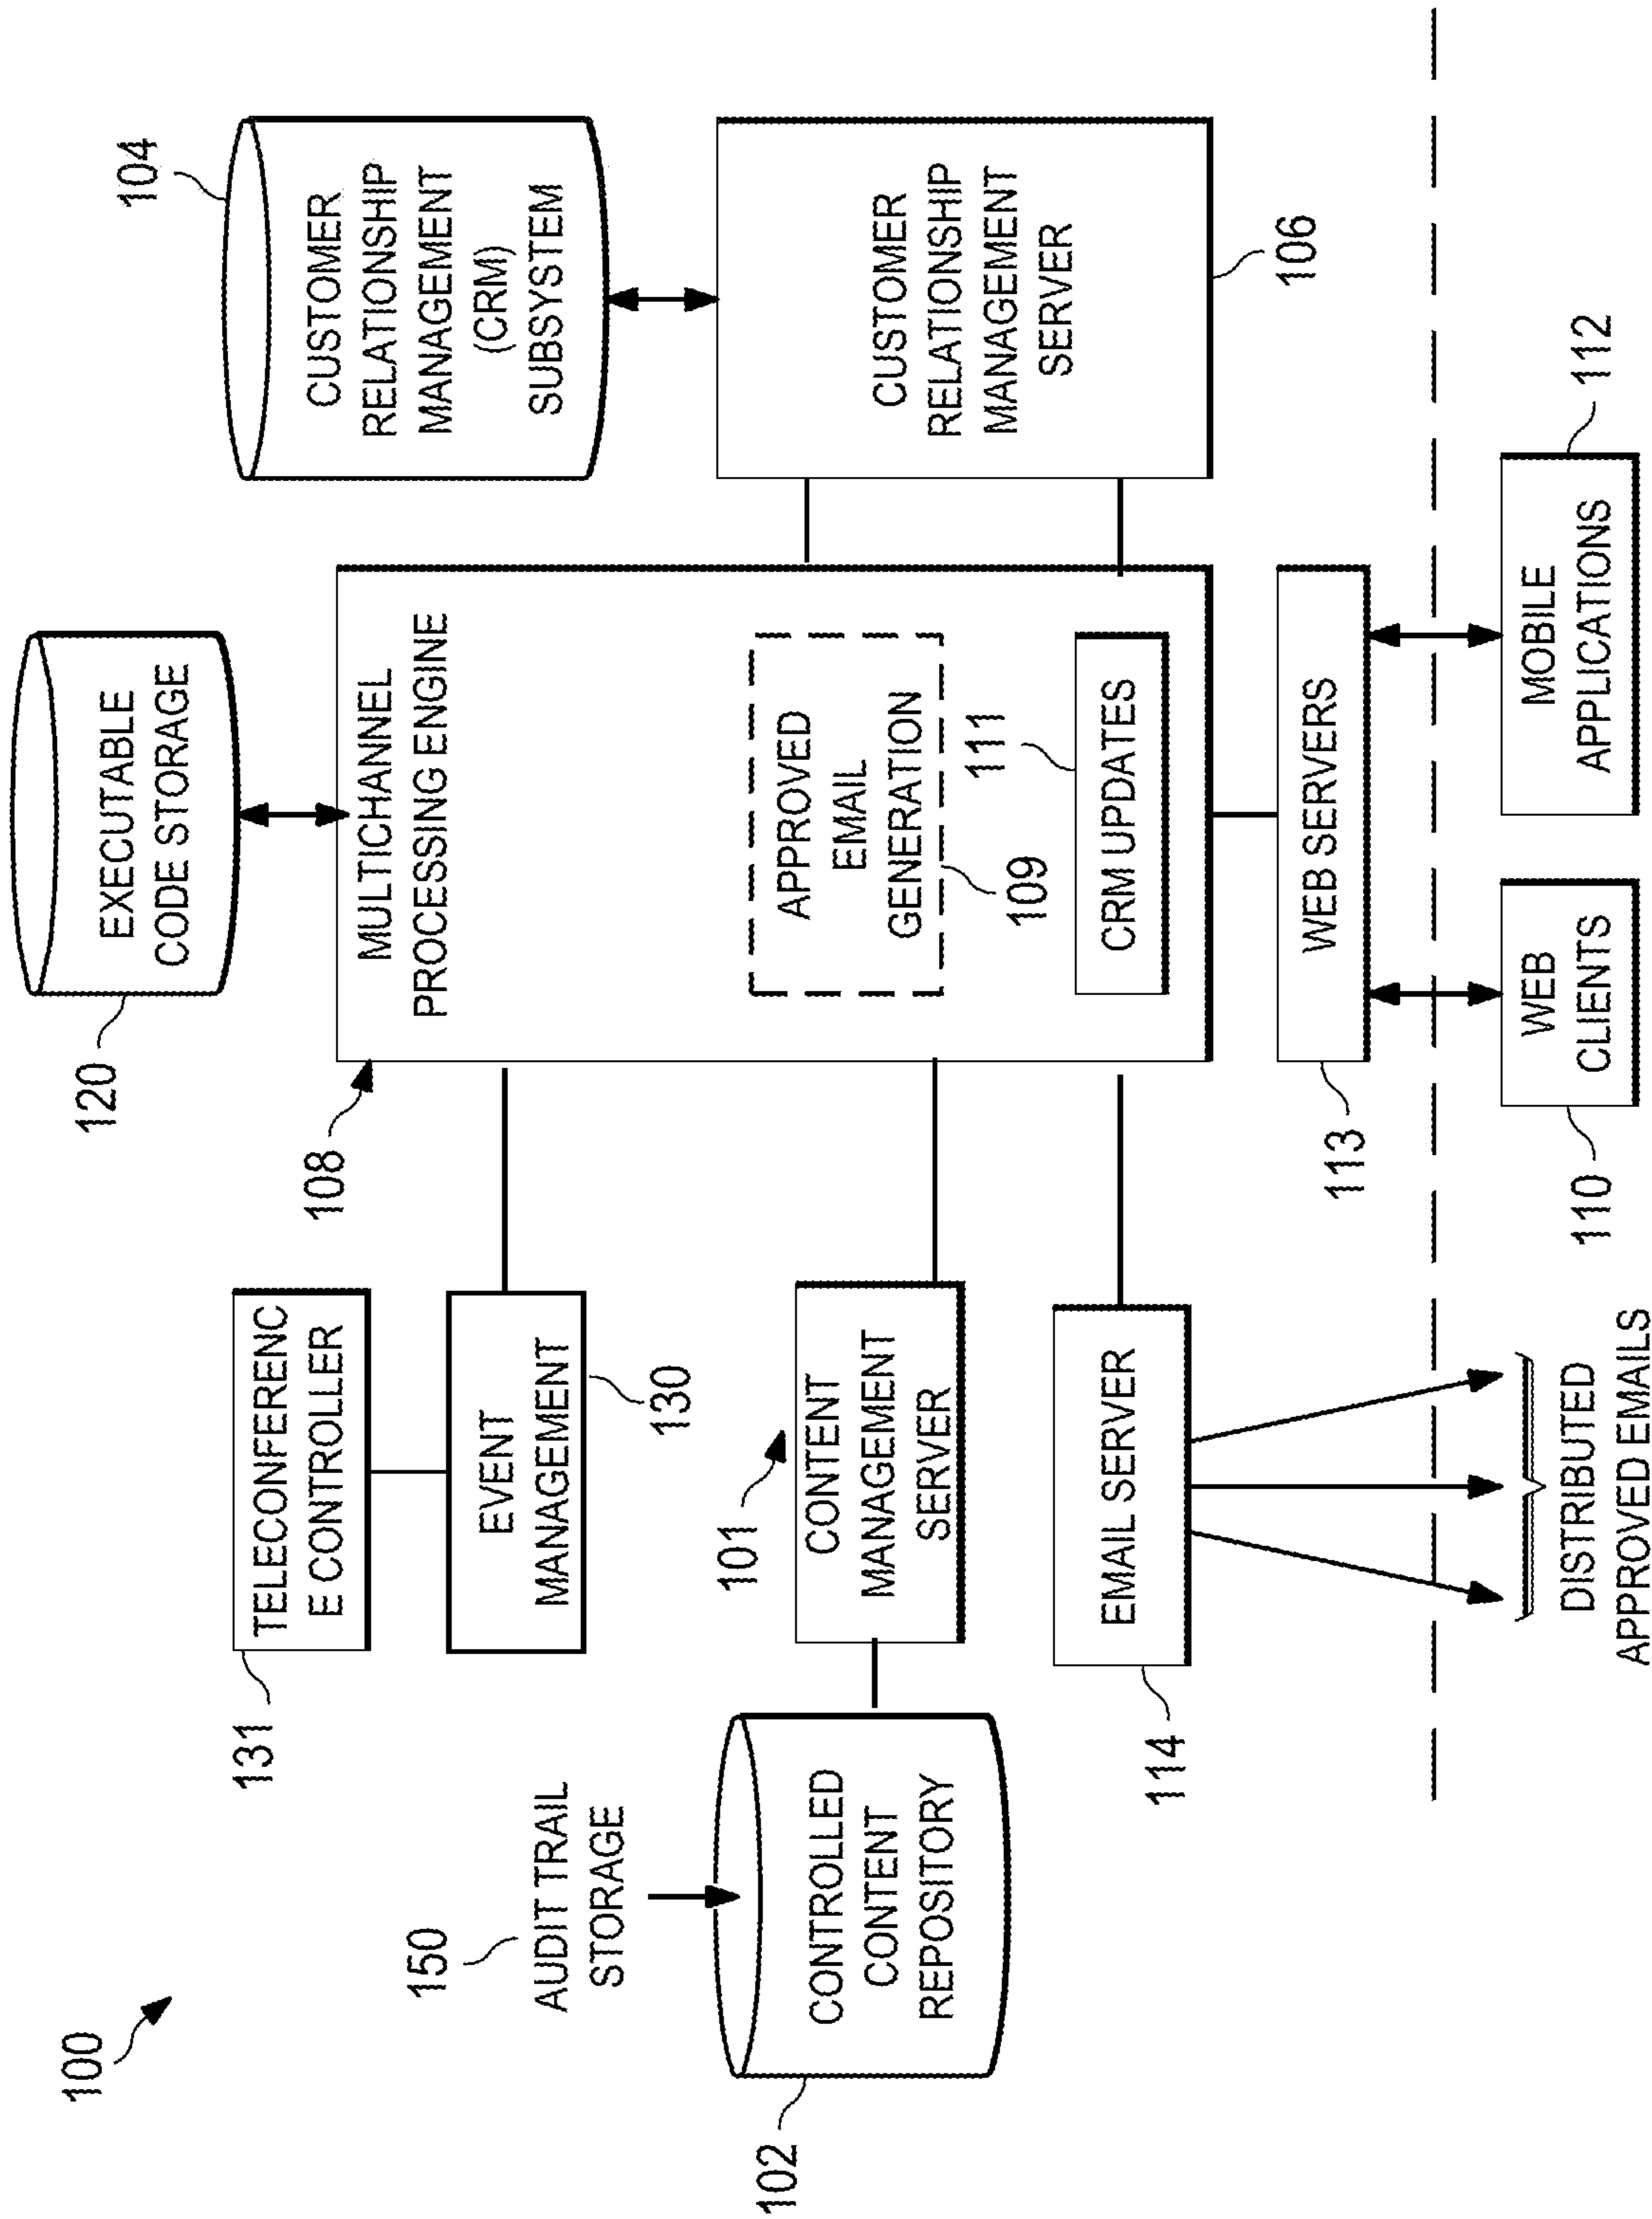 100
120
EXECUTABLE
CODE STORAGE
104
CUSTOMER
RELATIONSHIP
MANAGEMENT
(CRM)
SUBSYSTEM
131
TELECONFERENC
E CONTROLLER
108
MULTICHANNEL
PROCESSING ENGINE
EVENT
MANAGEMENT
130
150
AUDIT TRAIL
STORAGE
102
CONTROLLED
CONTENT
REPOSITORY
101
CONTENT
MANAGEMENT
SERVER
APPROVED
EMAIL
GENERATION
109
111
CRM UPDATES
CUSTOMER
RELATIONSHIP
MANAGEMENT
SERVER
106
114
EMAIL SERVER
113
WEB SERVERS
DISTRIBUTED
APPROVED EMAILS
110
WEB
CLIENTS
MOBILE
APPLICATIONS
112